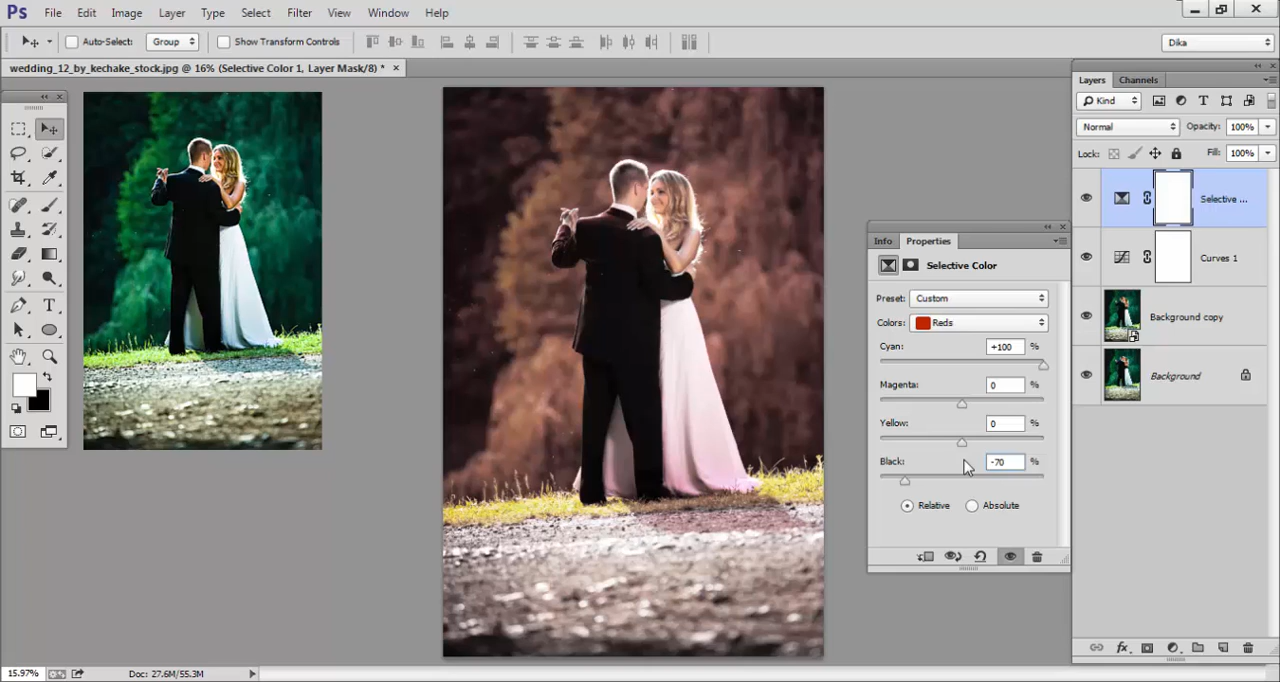 Ps File Edit Image Layer Type Select Filter 3D View Window Help
Auto-Select: Group Show Transform Controls Dika
wedding_12_by_kechake_stock.jpg @ 16% (Selective Color 1, Layer Mask/8) * ×
Layers Channels
Kind
Normal Opacity: 100%
Lock: Fill: 100%
Selective ...
Curves 1
Background copy
Background
Info Properties
Selective Color
Preset: Custom
Colors: Reds
Cyan: +100 %
Magenta: 0 %
Yellow: 0 %
Black: -70 %
Relative Absolute
15.97% Doc: 27.6M/55.3M